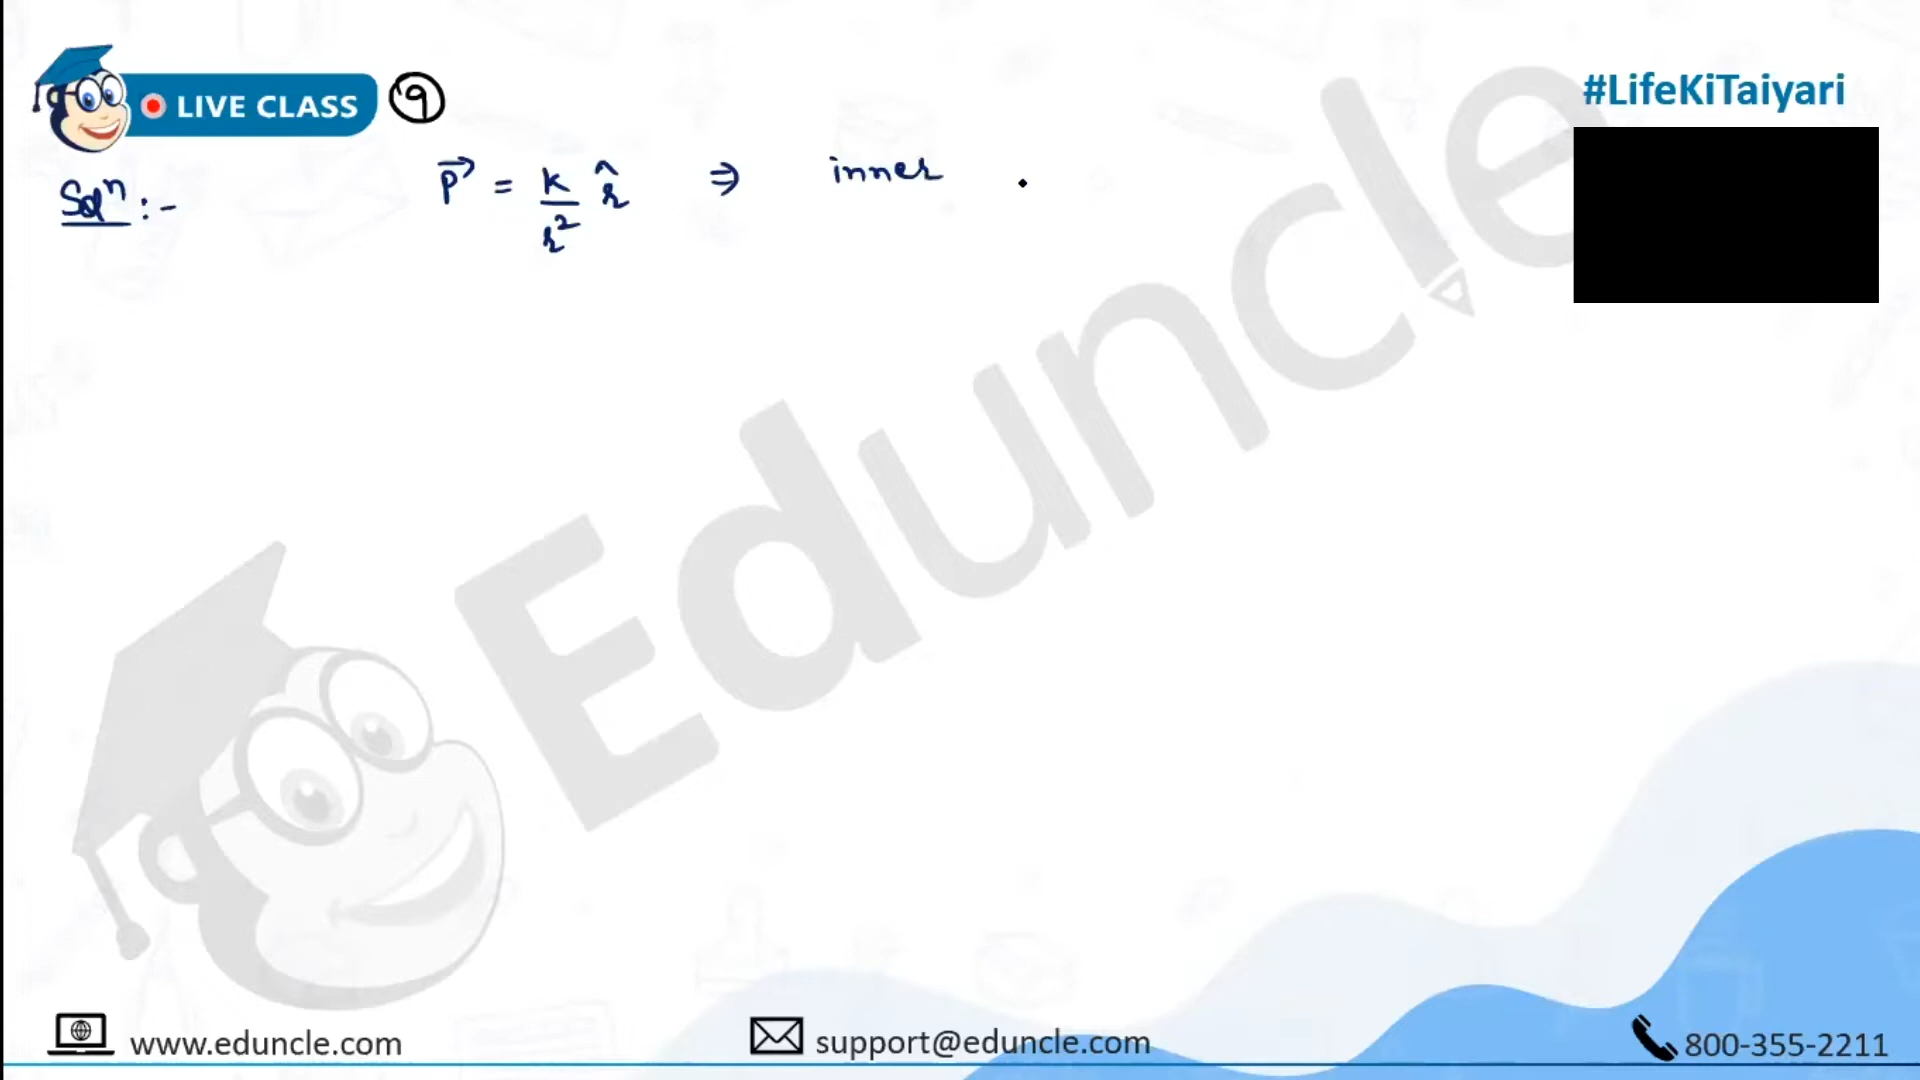 LIVE CLASS
9
#LifeKiTaiyari
Solⁿ :-
P⃗ = k/r² r̂ ⇒ inner
Eduncle
www.eduncle.com
support@eduncle.com
800-355-2211